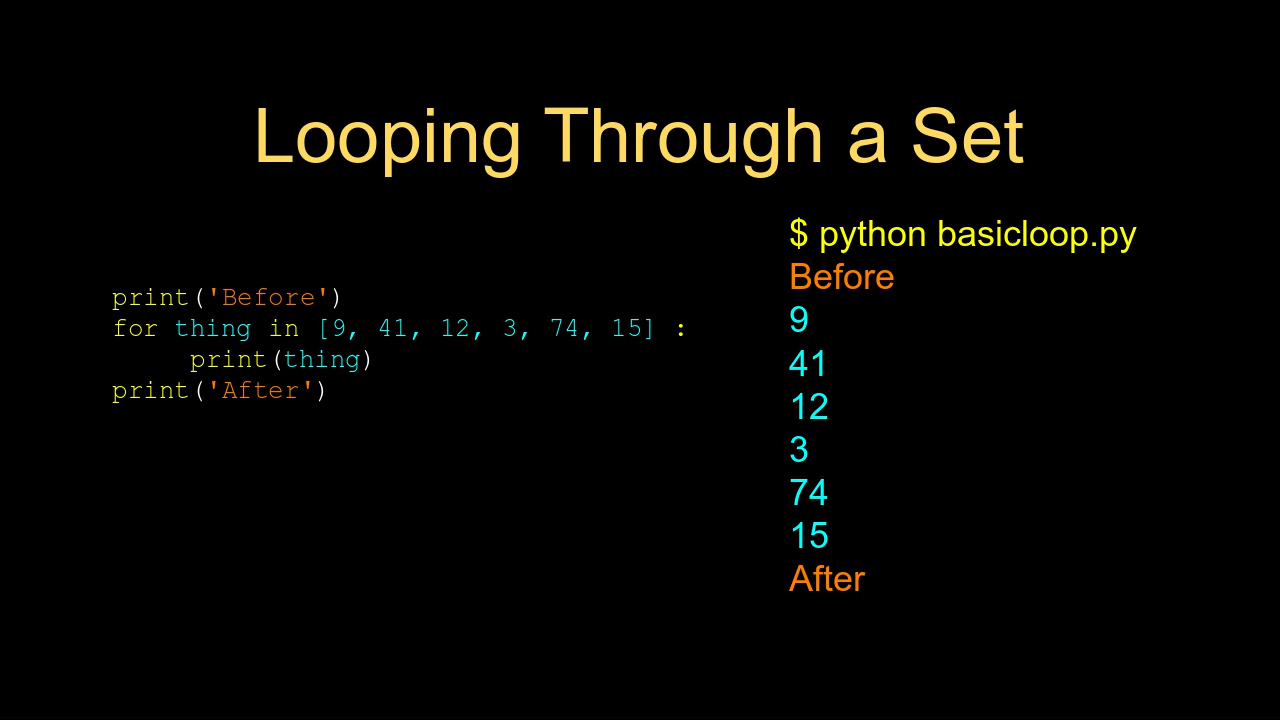 Looping Through a Set
print('Before')
for thing in [9, 41, 12, 3, 74, 15] :
     print(thing)
print('After')
$ python basicloop.py
Before
9
41
12
3
74
15
After